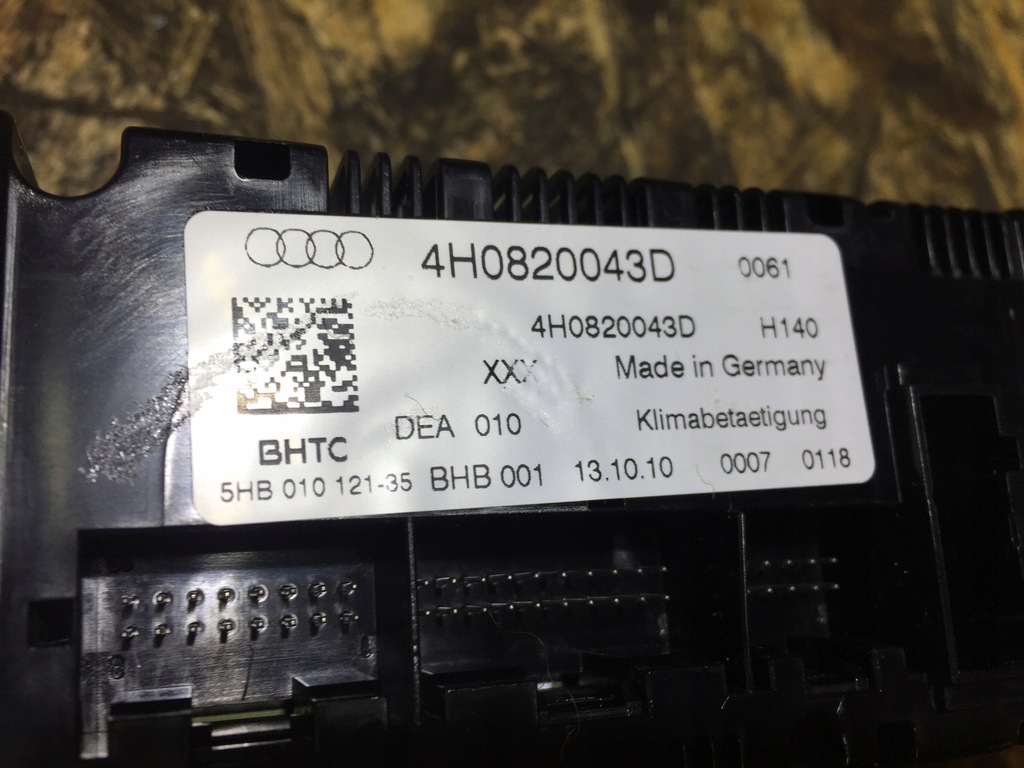 4H0820043D 0061
4H0820043D H140
XXX Made in Germany
DEA 010 Klimabetaetigung
BHTC
5HB 010 121-35 BHB 001 13.10.10 0007 0118